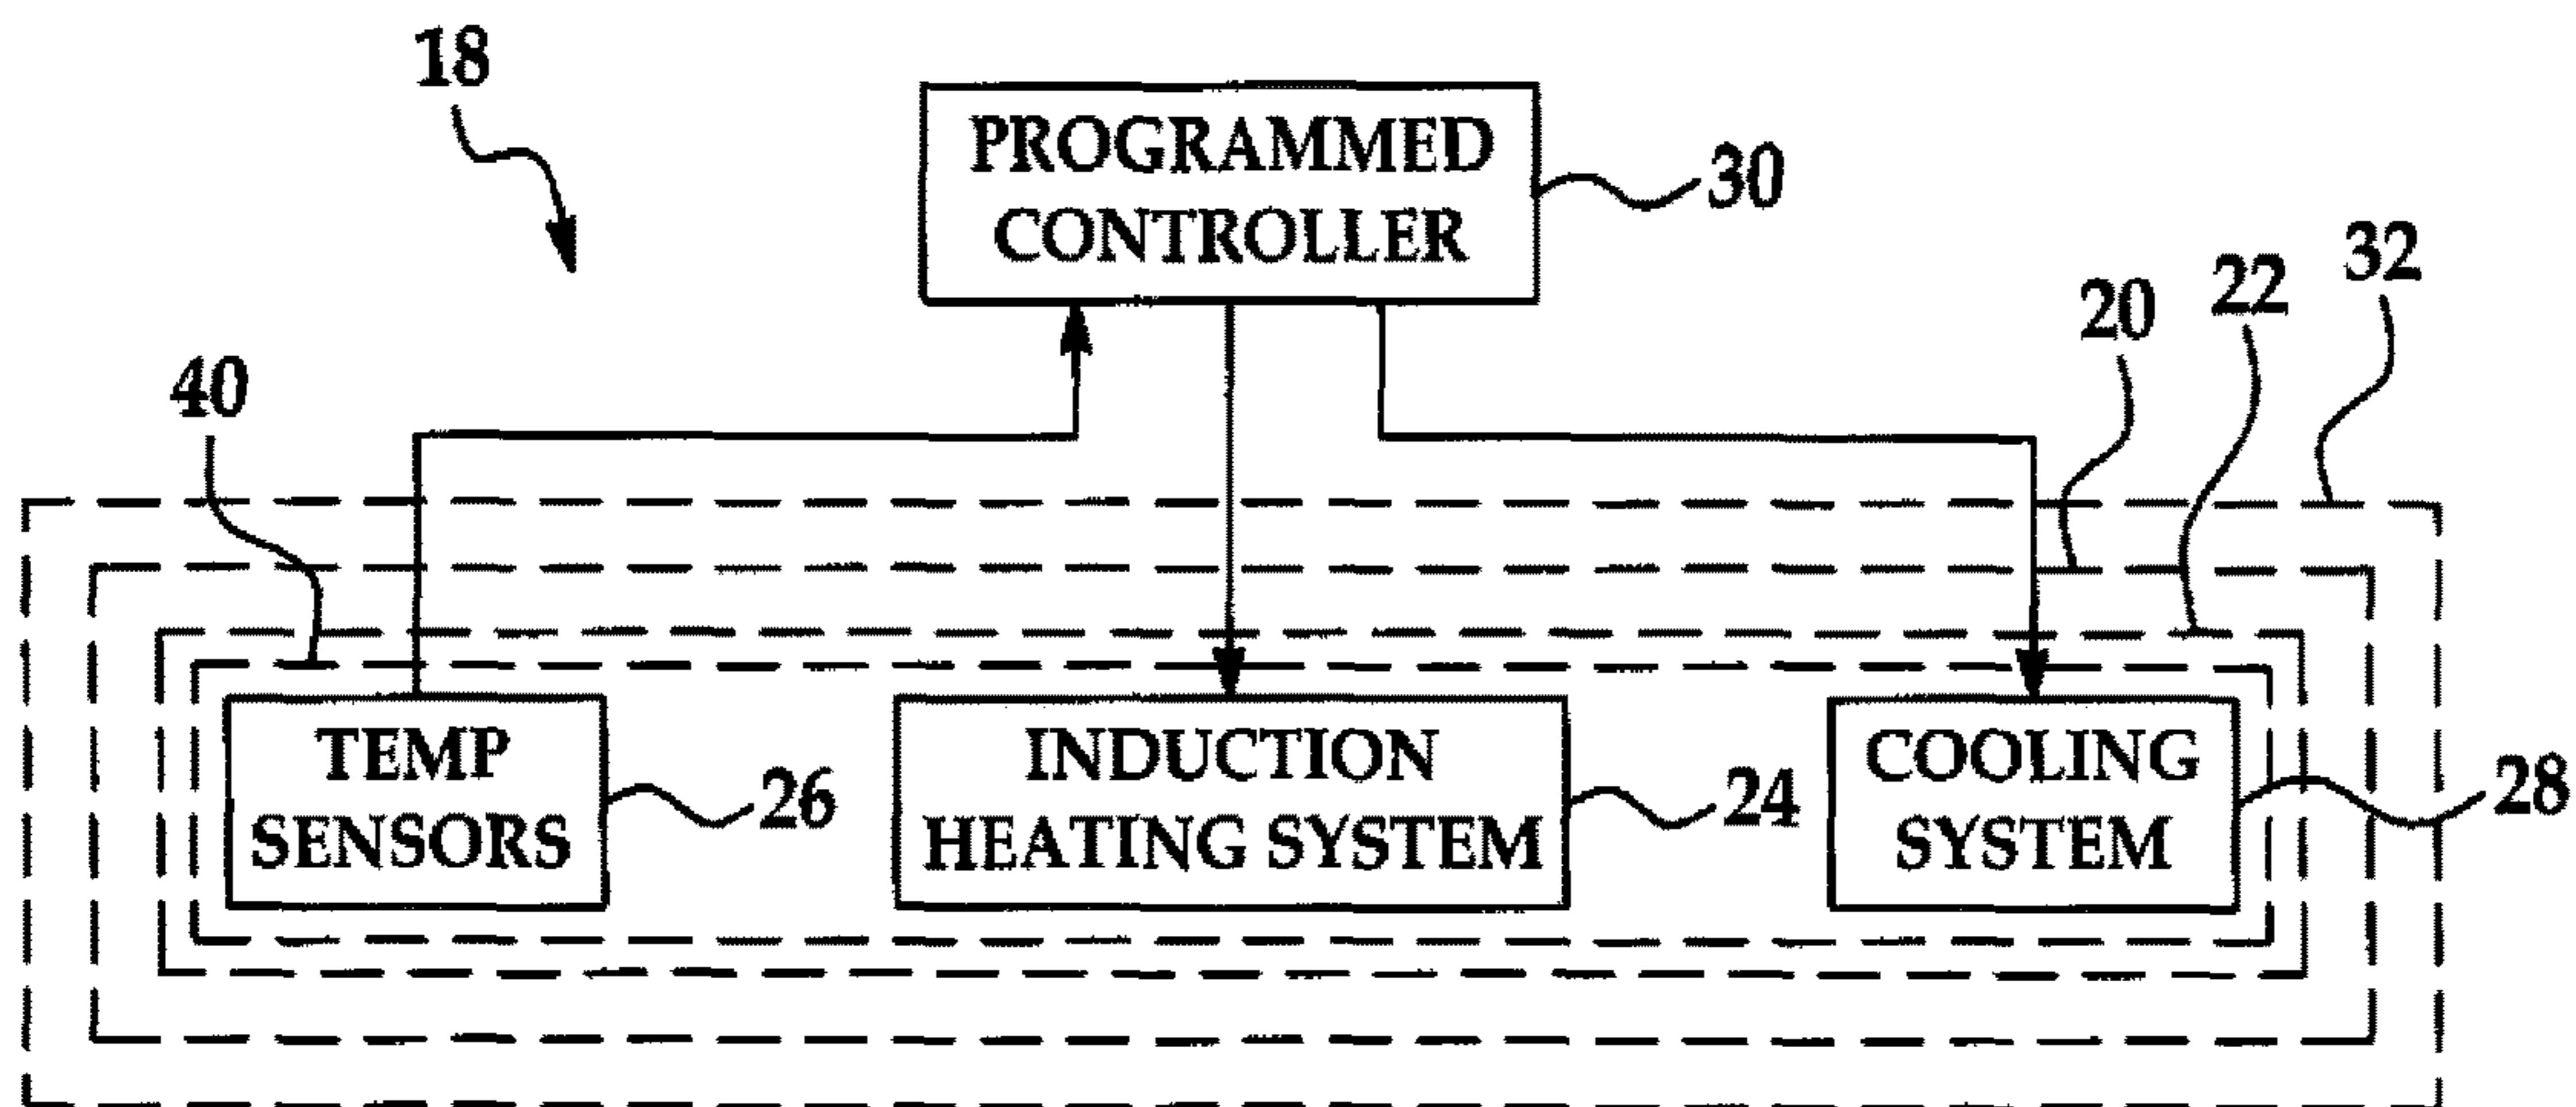 18
PROGRAMMED
CONTROLLER
30
32
22
20
40
TEMP
SENSORS
26
INDUCTION
HEATING SYSTEM
24
COOLING
SYSTEM
28